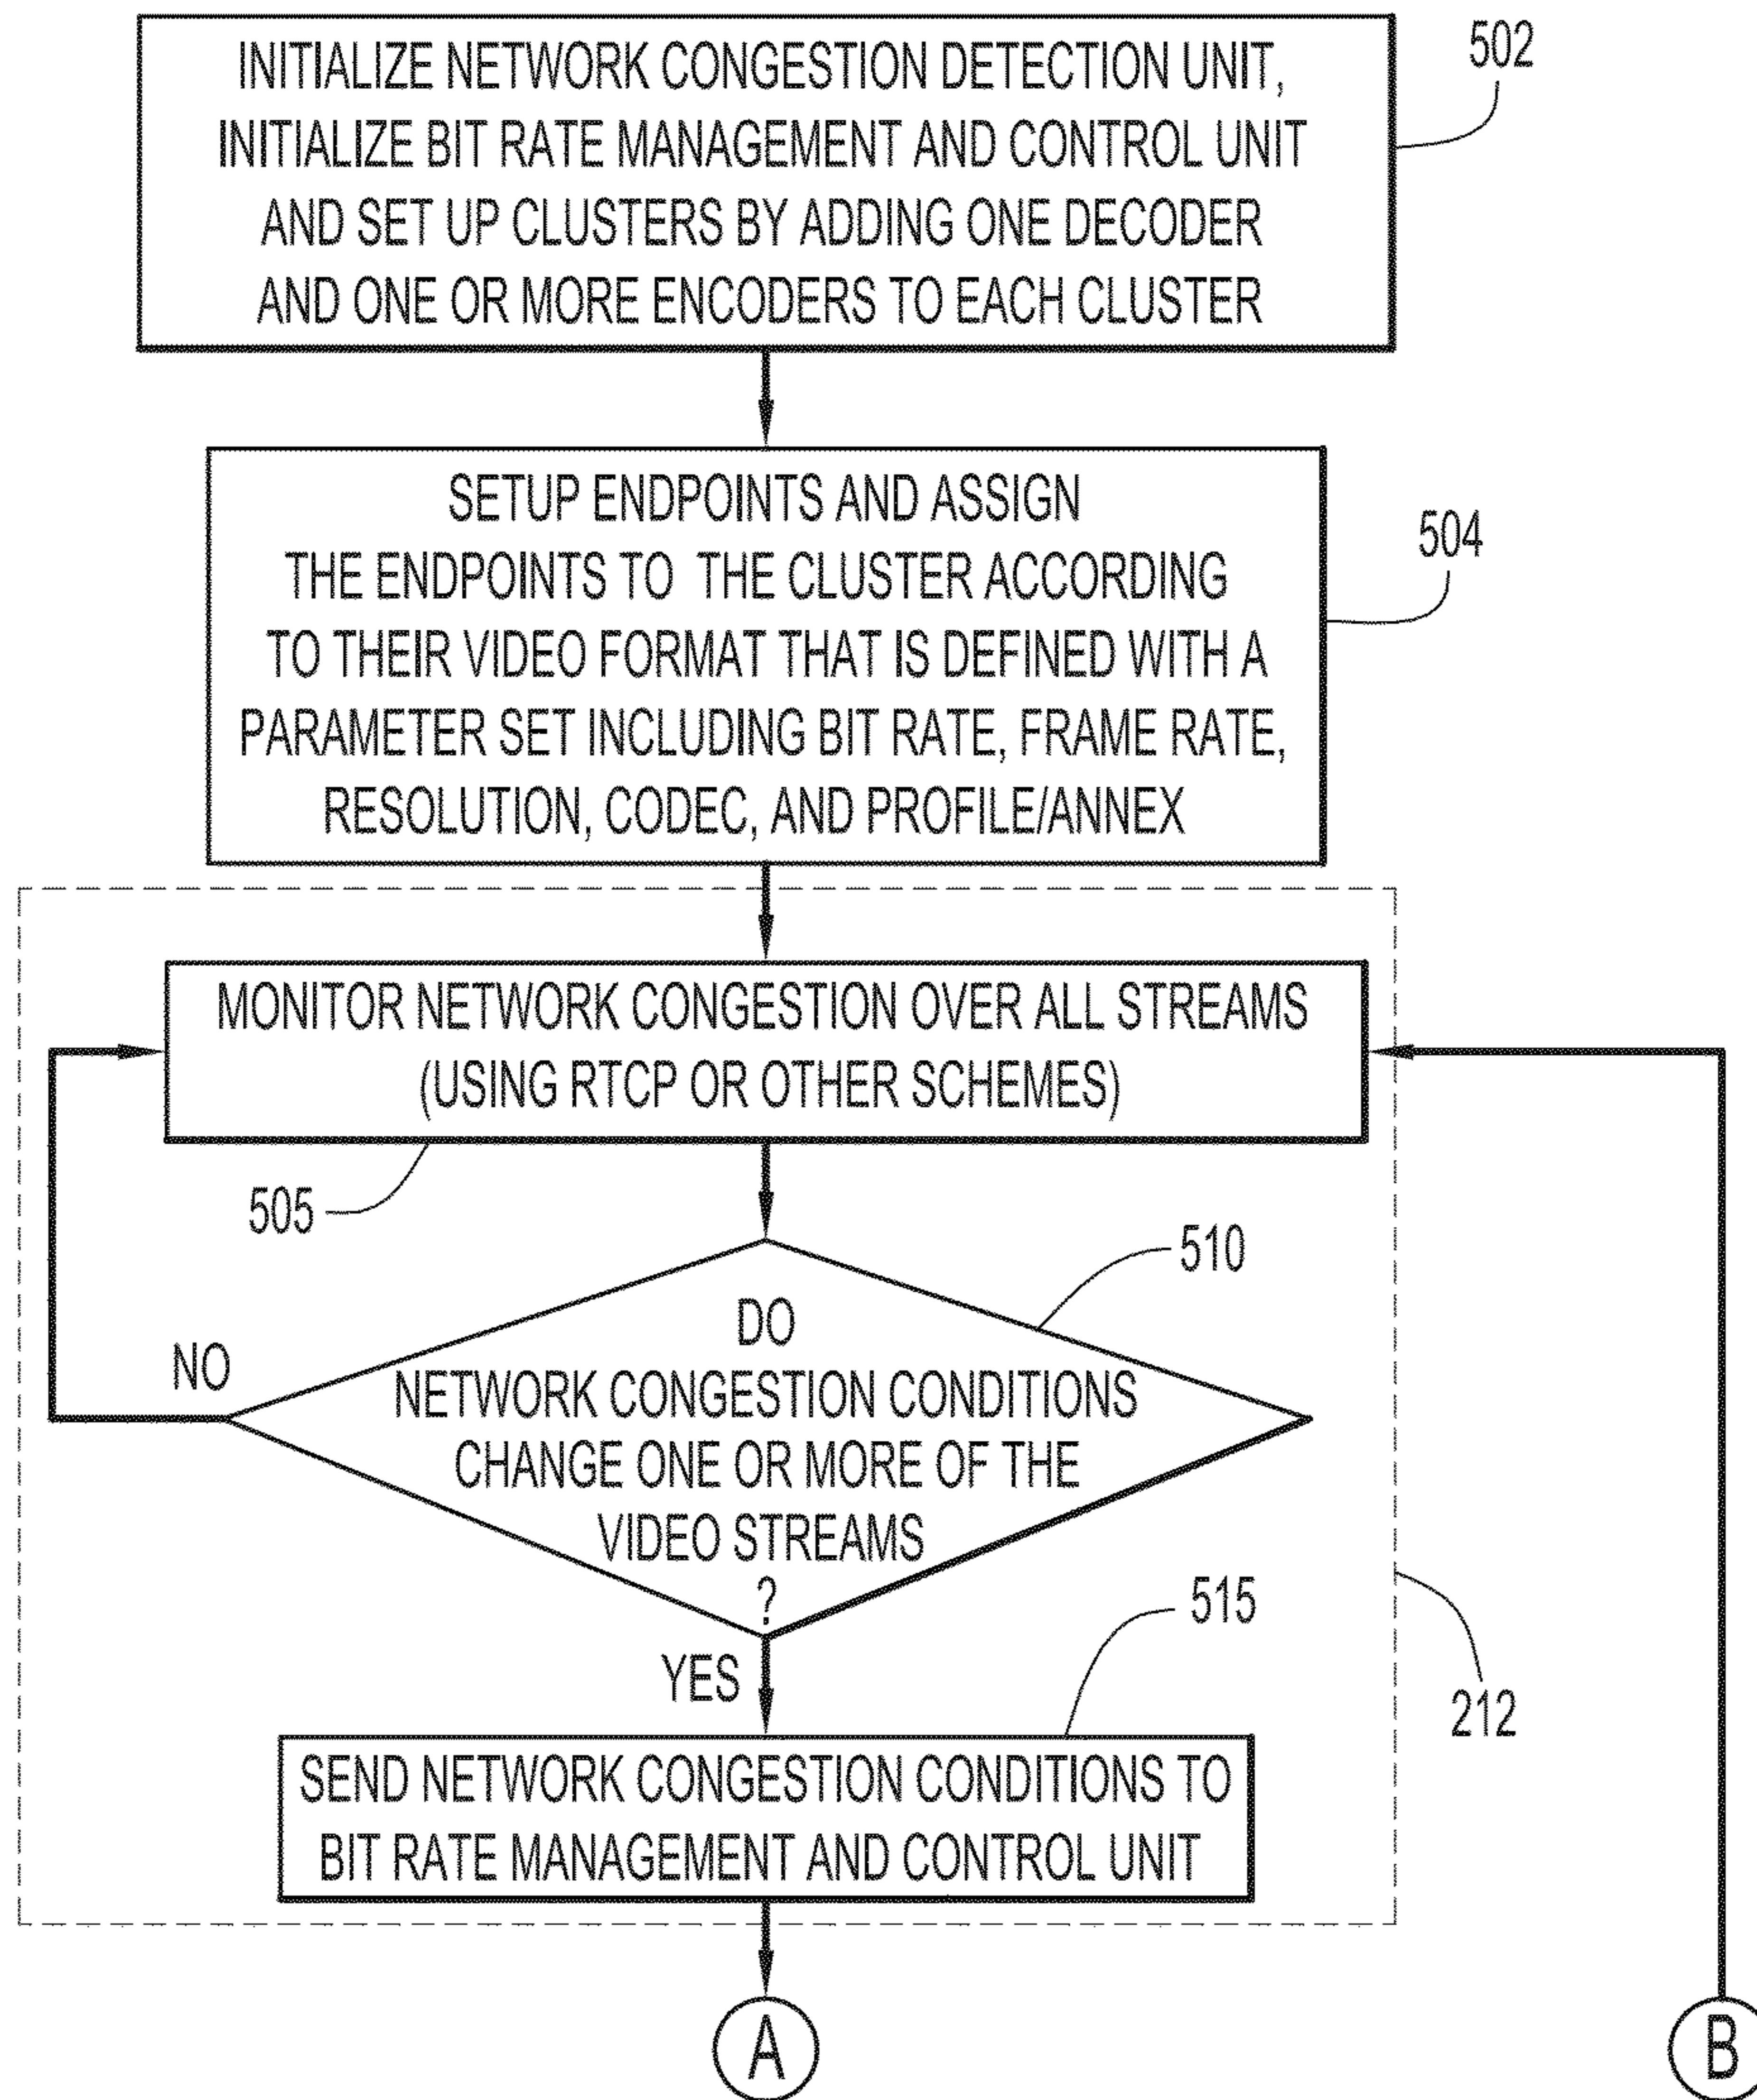 INITIALIZE NETWORK CONGESTION DETECTION UNIT,
INITIALIZE BIT RATE MANAGEMENT AND CONTROL UNIT
AND SET UP CLUSTERS BY ADDING ONE DECODER
AND ONE OR MORE ENCODERS TO EACH CLUSTER
502
SETUP ENDPOINTS AND ASSIGN
THE ENDPOINTS TO THE CLUSTER ACCORDING
TO THEIR VIDEO FORMAT THAT IS DEFINED WITH A
PARAMETER SET INCLUDING BIT RATE, FRAME RATE,
RESOLUTION, CODEC, AND PROFILE/ANNEX
504
MONITOR NETWORK CONGESTION OVER ALL STREAMS
(USING RTCP OR OTHER SCHEMES)
505
510
DO
NETWORK CONGESTION CONDITIONS
CHANGE ONE OR MORE OF THE
VIDEO STREAMS
?
NO
YES
515
212
SEND NETWORK CONGESTION CONDITIONS TO
BIT RATE MANAGEMENT AND CONTROL UNIT
A
B